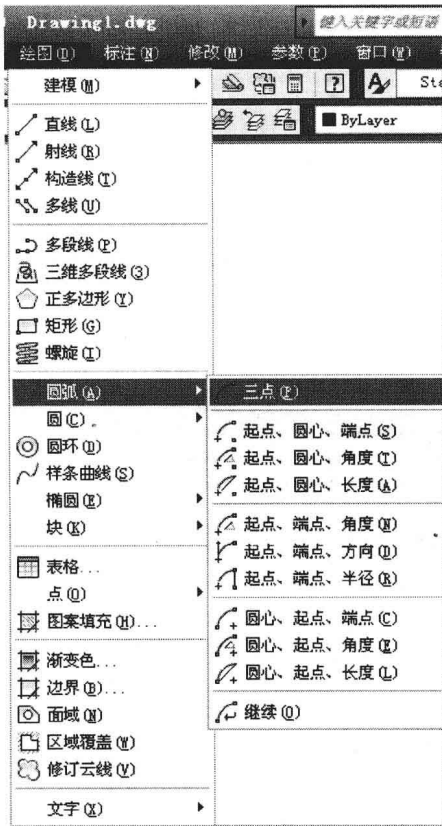 Drawing1.dwg
键入关键字或短语
绘图(D) 标注(N) 修改(M) 参数(P) 窗口(W)
建模(M)
Sta
直线(L)
ByLayer
射线(R)
构造线(T)
多线(U)
多段线(P)
三维多段线(3)
正多边形(Y)
矩形(G)
螺旋(I)
圆弧(A)
三点(P)
圆(C)
起点、圆心、端点(S)
圆环(D)
起点、圆心、角度(T)
样条曲线(S)
起点、圆心、长度(A)
椭圆(E)
块(K)
起点、端点、角度(N)
起点、端点、方向(D)
表格...
起点、端点、半径(R)
点(O)
图案填充(H)...
圆心、起点、端点(C)
圆心、起点、角度(E)
渐变色...
圆心、起点、长度(L)
边界(B)...
面域(N)
继续(O)
区域覆盖(W)
修订云线(V)
文字(X)